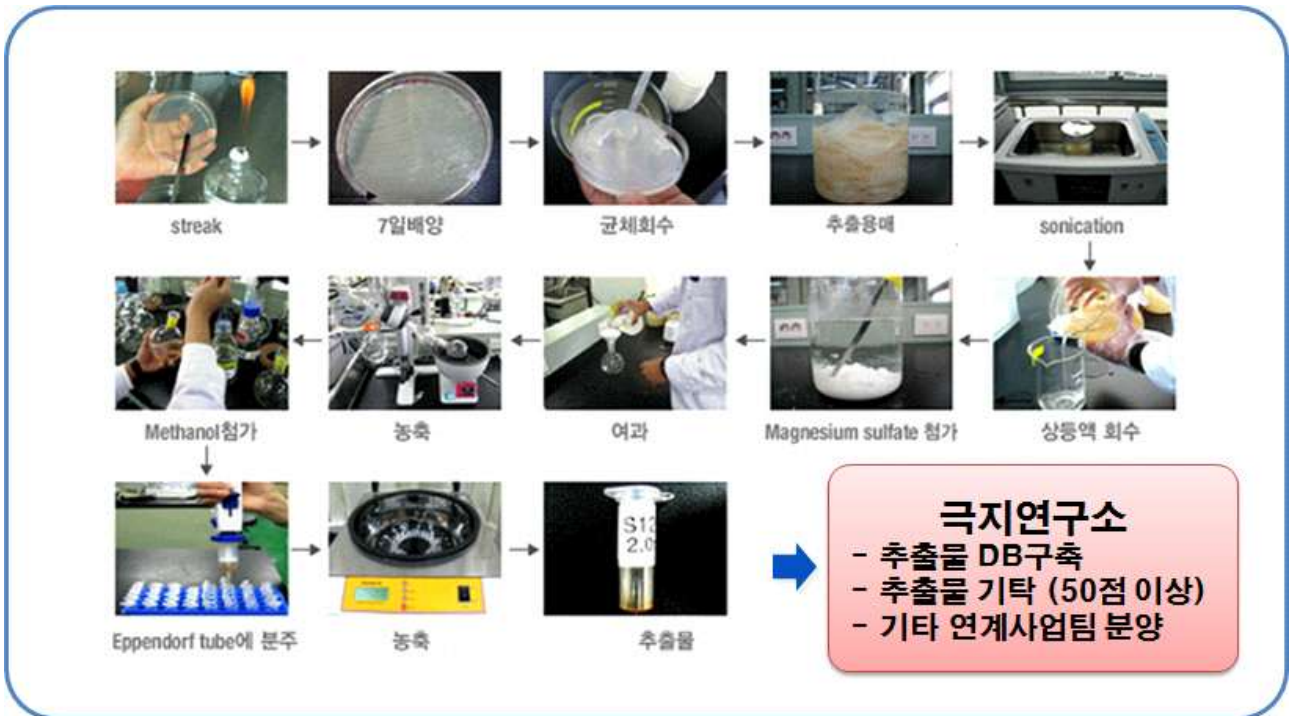 streak
7일배양
균체회수
추출용매
sonication
상등액 회수
Magnesium sulfate 첨가
여과
농축
Methanol첨가
Eppendorf tube에 분주
농축
추출물
S12
2.0
극지연구소
- 추출물 DB구축
- 추출물 기탁 (50점 이상)
- 기타 연계사업팀 분양